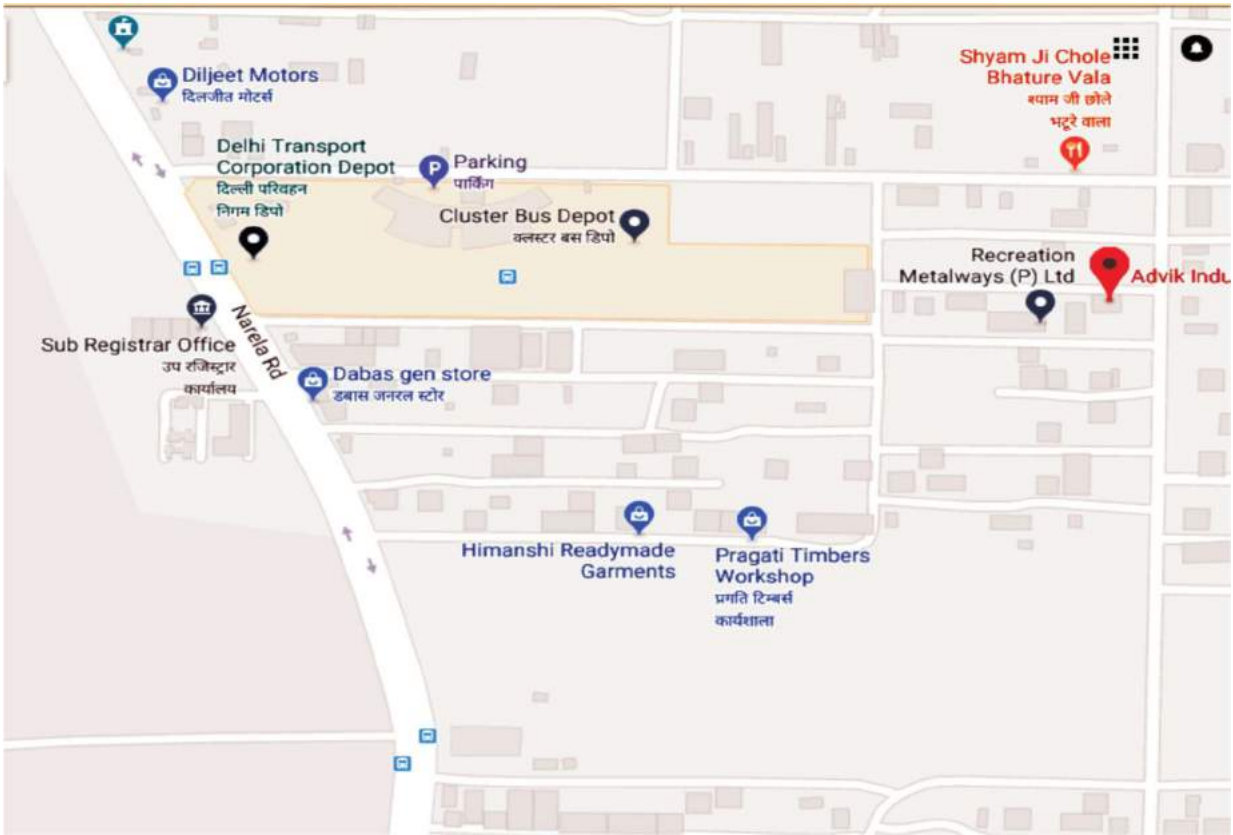 Shyam Ji Chole
Bhature Vala
श्याम जी छोले
भटूरे वाला
Diljeet Motors
दिलजीत मोटर्स
Delhi Transport
Corporation Depot
दिल्ली परिवहन
निगम डिपो
P
Parking
पार्किंग
Cluster Bus Depot
क्लस्टर बस डिपो
Recreation
Metalways (P) Ltd
Advik Indu
Narela Rd
Sub Registrar Office
उप रजिस्ट्रार
कार्यालय
Dabas gen store
डबास जनरल स्टोर
Himanshi Readymade
Garments
Pragati Timbers
Workshop
प्रगति टिम्बर्स
कार्यशाला